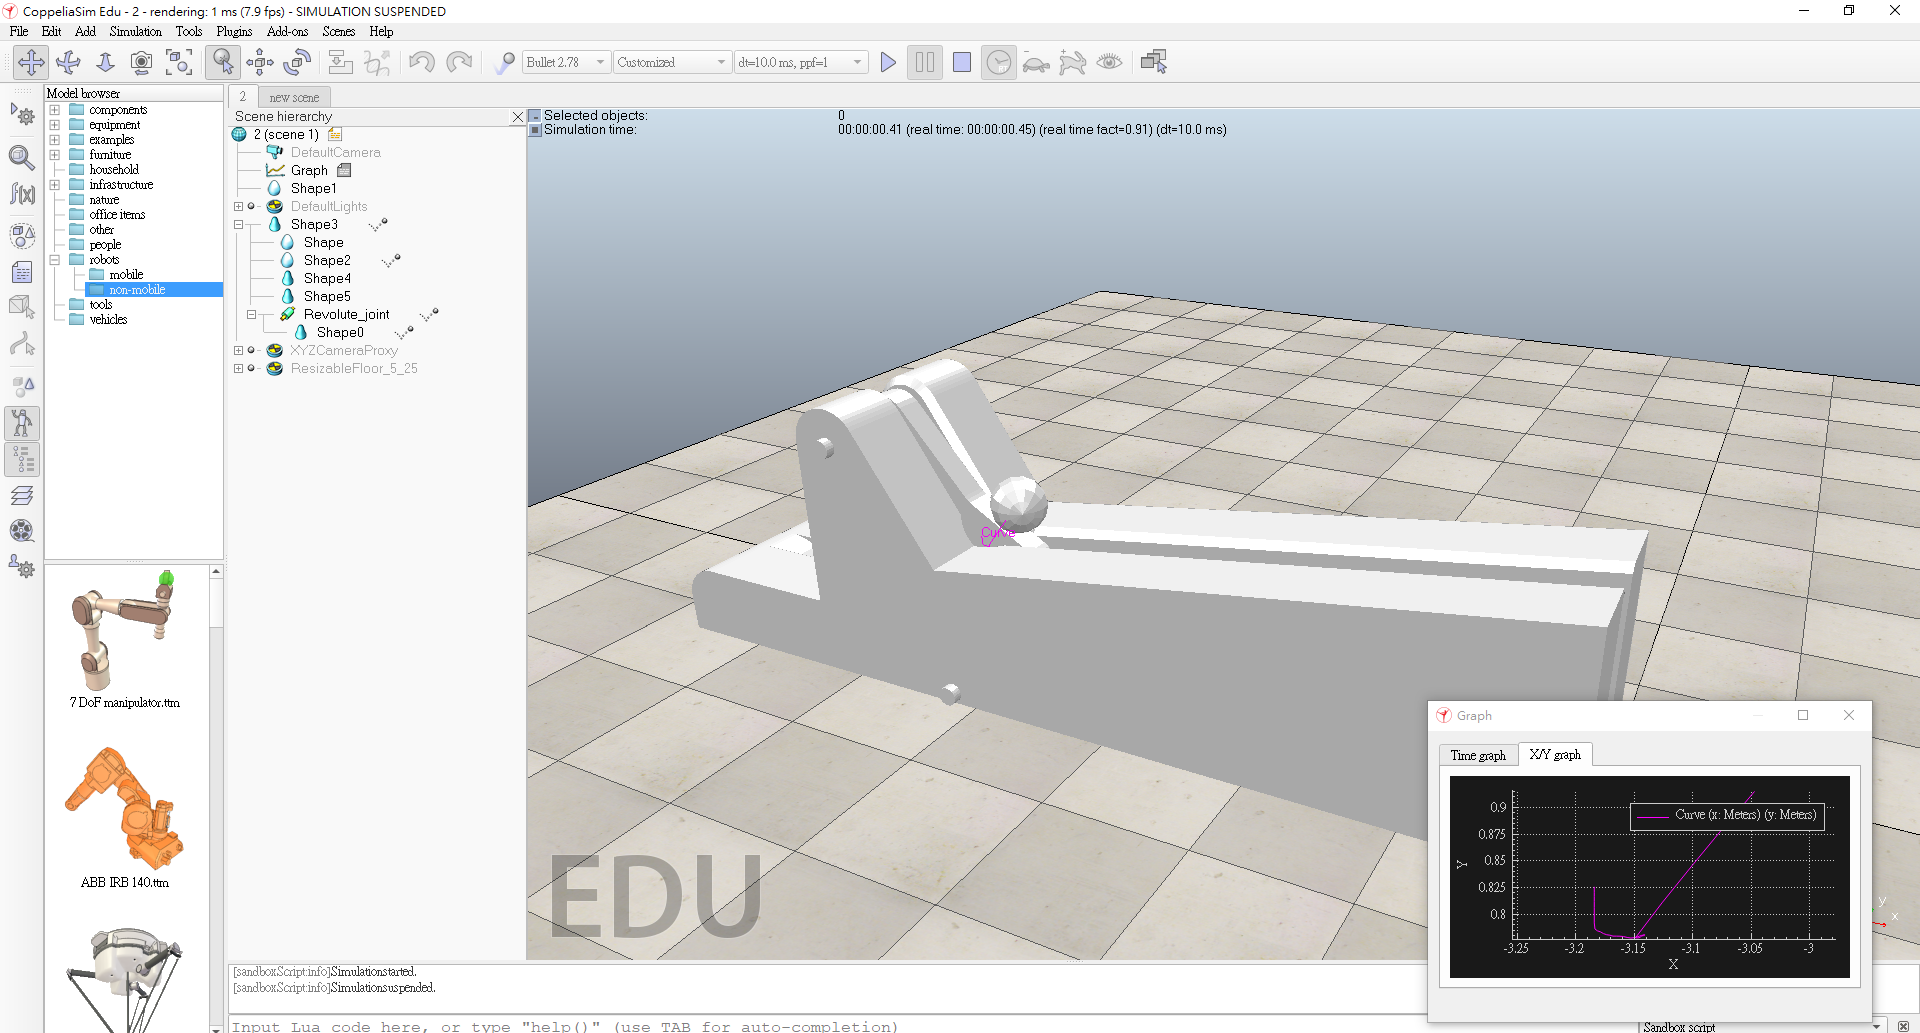 CoppeliaSim Edu - 2 - rendering: 1 ms (7.9 fps) - SIMULATION SUSPENDED
File Edit Add Simulation Tools Plugins Add-ons Scenes Help
Bullet 2.78 Customized dt=10.0 ms, ppf=1
Model browser
components
equipment
examples
furniture
household
infrastructure
nature
office items
other
people
robots
mobile
non-mobile
tools
vehicles
7 DoF manipulator.ttm
ABB IRB 140.ttm
2 new scene
Scene hierarchy
2 (scene 1)
DefaultCamera
Graph
Shape1
DefaultLights
Shape3
Shape
Shape2
Shape4
Shape5
Revolute_joint
Shape0
XYZCameraProxy
ResizableFloor_5_25
Selected objects: 0
Simulation time: 00:00:00.41 (real time: 00:00:00.45) (real time fact=0.91) (dt=10.0 ms)
Curve
EDU
y
x
Graph
Time graph X/Y graph
Curve (x: Meters) (y: Meters)
0.9
0.875
0.85
0.825
0.8
Y
-3.25 -3.2 -3.15 -3.1 -3.05 -3
X
[sandboxScript:info]Simulationstarted.
[sandboxScript:info]Simulationsuspended.
Input Lua code here, or type "help()" (use TAB for auto-completion)
Sandbox script